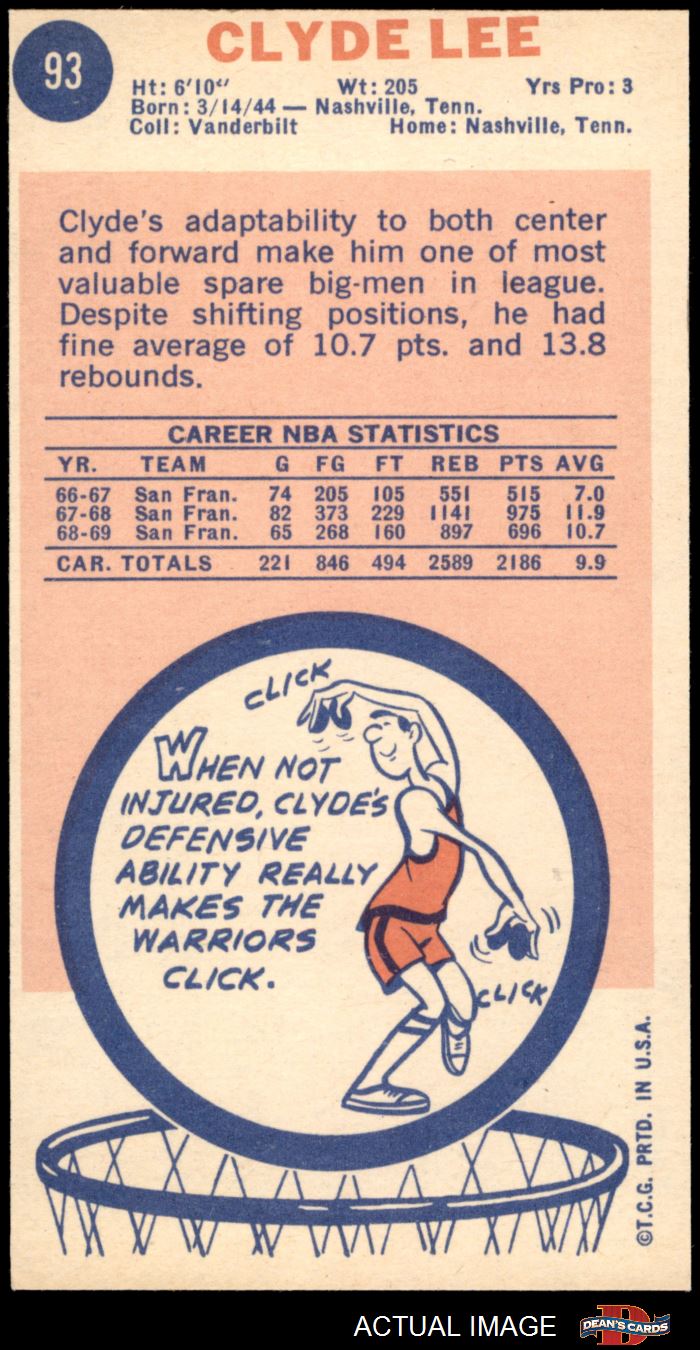 93
CLYDE LEE
Ht: 6'10" Wt: 205 Yrs Pro: 3
Born: 3/14/44 — Nashville, Tenn.
Coll: Vanderbilt Home: Nashville, Tenn.
Clyde's adaptability to both center
and forward make him one of most
valuable spare big-men in league.
Despite shifting positions, he had
fine average of 10.7 pts. and 13.8
rebounds.
CAREER NBA STATISTICS
YR. TEAM G FG FT REB PTS AVG
66-67 San Fran. 74 205 105 551 515 7.0
67-68 San Fran. 82 373 229 1141 975 11.9
68-69 San Fran. 65 268 160 897 696 10.7
CAR. TOTALS 221 846 494 2589 2186 9.9
CLICK
WHEN NOT
INJURED, CLYDE'S
DEFENSIVE
ABILITY REALLY
MAKES THE
WARRIORS
CLICK.
CLICK
©T.C.G. PRTD. IN U.S.A.
ACTUAL IMAGE
D
DEAN'S CARDS